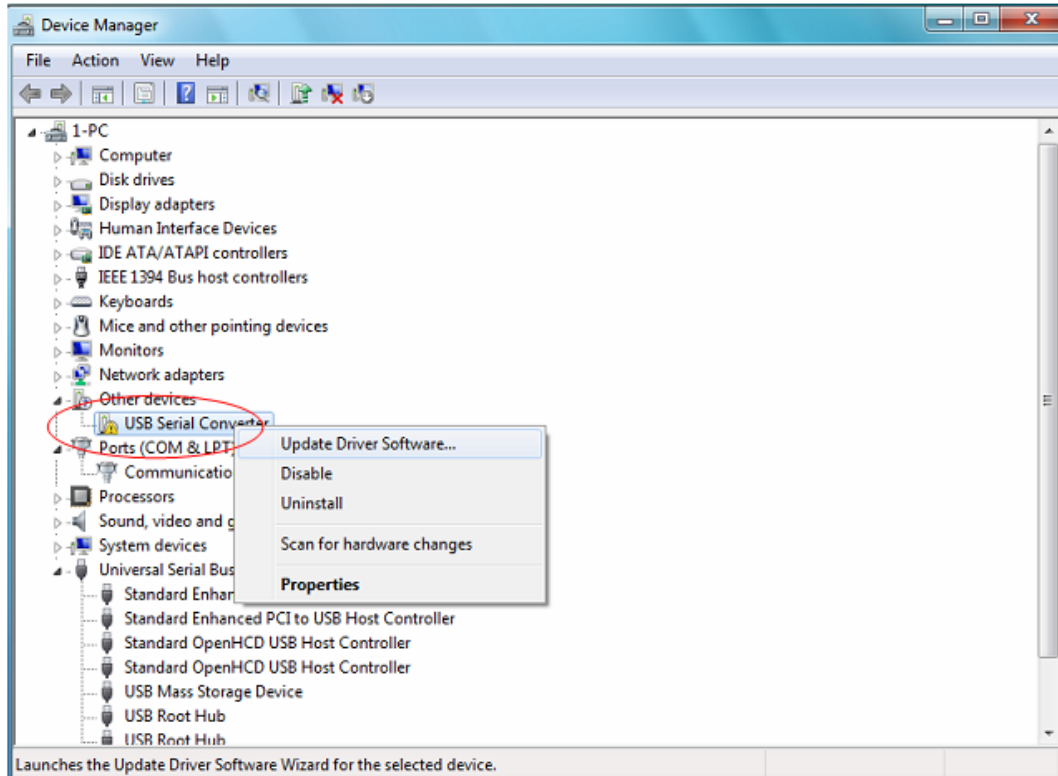 Device Manager
File Action View Help
1-PC
Computer
Disk drives
Display adapters
Human Interface Devices
IDE ATA/ATAPI controllers
IEEE 1394 Bus host controllers
Keyboards
Mice and other pointing devices
Monitors
Network adapters
Other devices
USB Serial Converter
Ports (COM & LPT)
Communicatio
Processors
Sound, video and g
System devices
Universal Serial Bus
Standard Enhan
Standard Enhanced PCI to USB Host Controller
Standard OpenHCD USB Host Controller
Standard OpenHCD USB Host Controller
USB Mass Storage Device
USB Root Hub
USB Root Hub
Update Driver Software...
Disable
Uninstall
Scan for hardware changes
Properties
Launches the Update Driver Software Wizard for the selected device.